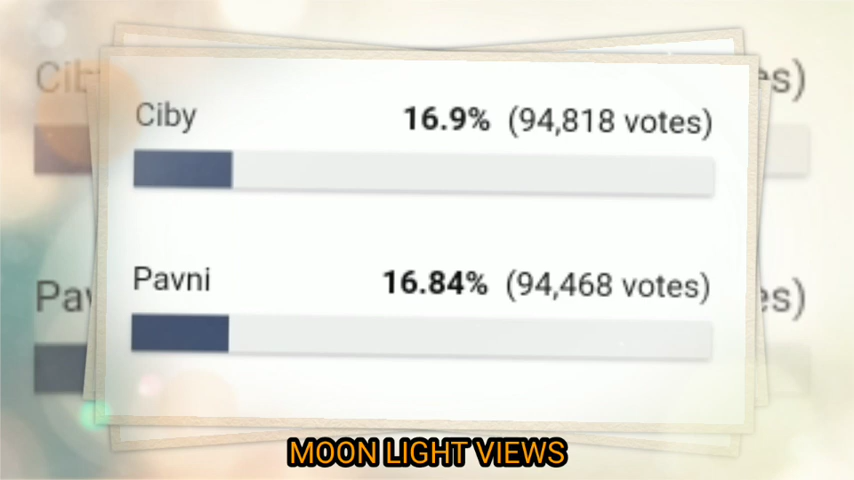 Ciby 16.9% (94,818 votes)
Pavni 16.84% (94,468 votes)
MOON LIGHT VIEWS